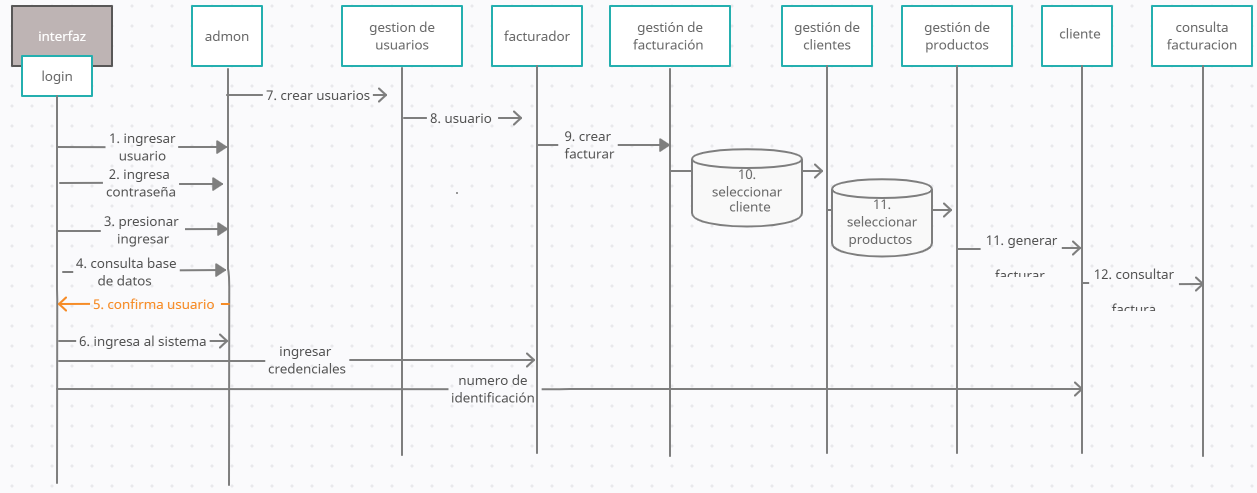 interfaz
login
admon
gestion de
usuarios
facturador
gestión de
facturación
gestión de
clientes
gestión de
productos
cliente
consulta
facturacion
7. crear usuarios
8. usuario
9. crear
facturar
1. ingresar
usuario
2. ingresa
contraseña
10.
seleccionar
cliente
11.
seleccionar
productos
3. presionar
ingresar
11. generar
facturar
4. consulta base
de datos
12. consultar
factura
5. confirma usuario
6. ingresa al sistema
ingresar
credenciales
numero de
identificación